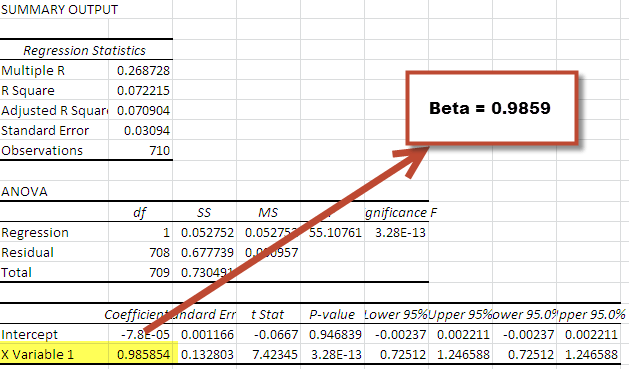 SUMMARY OUTPUT
Regression Statistics
Multiple R 0.268728
R Square 0.072215
Beta = 0.9859
Adjusted R Squar 0.070904
Standard Error 0.03094
Observations 710
ANOVA
df SS MS gnificance F
Regression 1 0.052752 0.052752 55.10761 3.28E-13
Residual 708 0.677739 0.000957
Total 709 0.730491
Coefficient ndard Err t Stat P-value Lower 95% Upper 95% ower 95.0% pper 95.0%
Intercept -7.8E-05 0.001166 -0.0667 0.946839 -0.00237 0.002211 -0.00237 0.002211
X Variable 1 0.985854 0.132803 7.42345 3.28E-13 0.72512 1.246588 0.72512 1.246588